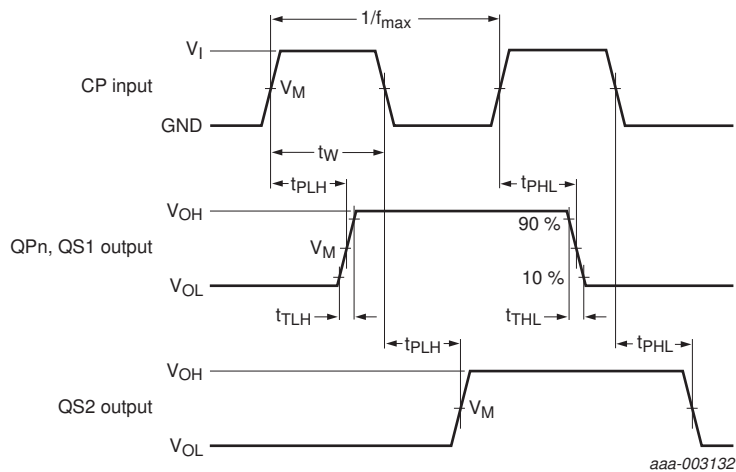 1/fmax
VI
CP input
VM
GND
tW
tPLH
tPHL
VOH
90 %
QPn, QS1 output
VM
10 %
VOL
tTLH
tTHL
tPLH
tPHL
VOH
QS2 output
VM
VOL
aaa-003132